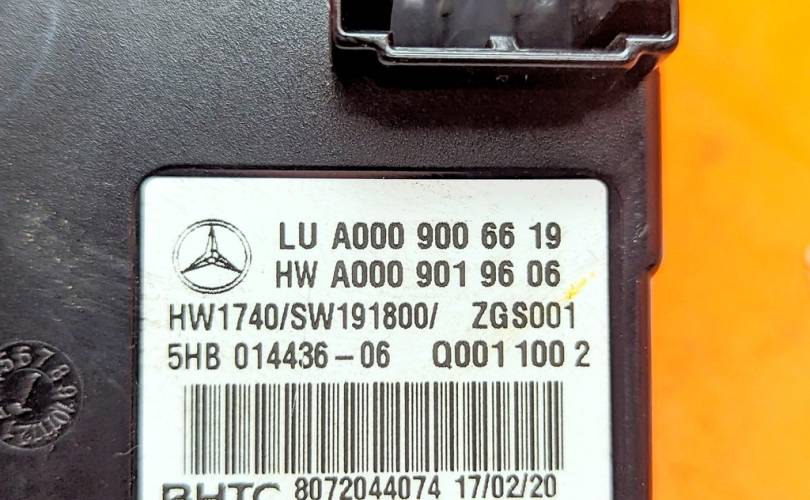 LU A000 900 66 19
HW A000 901 96 06
HW1740/SW191800/ ZGS001
5HB 014436-06 Q001 100 2
BHTC 8072044074 17/02/20